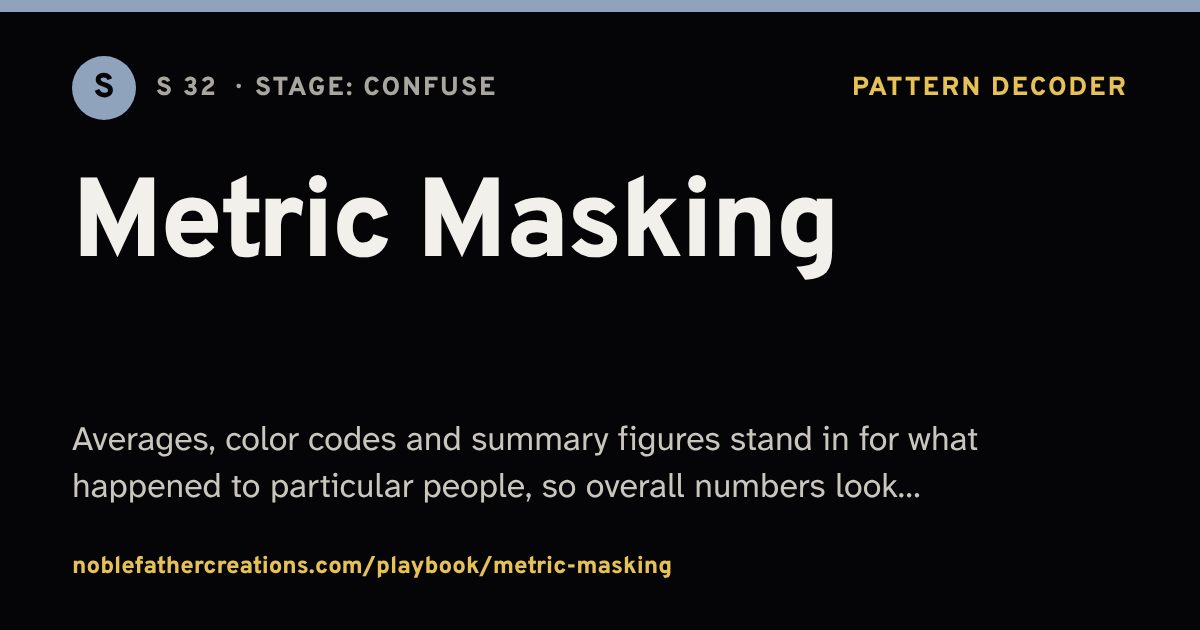 S
S 32 · STAGE: CONFUSE
PATTERN DECODER
Metric Masking
Averages, color codes and summary figures stand in for what
happened to particular people, so overall numbers look...
noblefathercreations.com/playbook/metric-masking